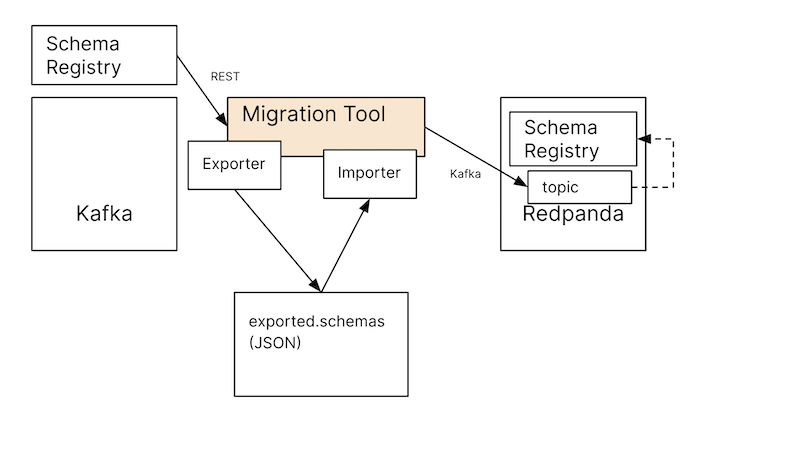 Schema
Registry
REST
Migration Tool
Exporter
Importer
Kafka
Kafka
Schema
Registry
topic
Redpanda
exported.schemas
(JSON)